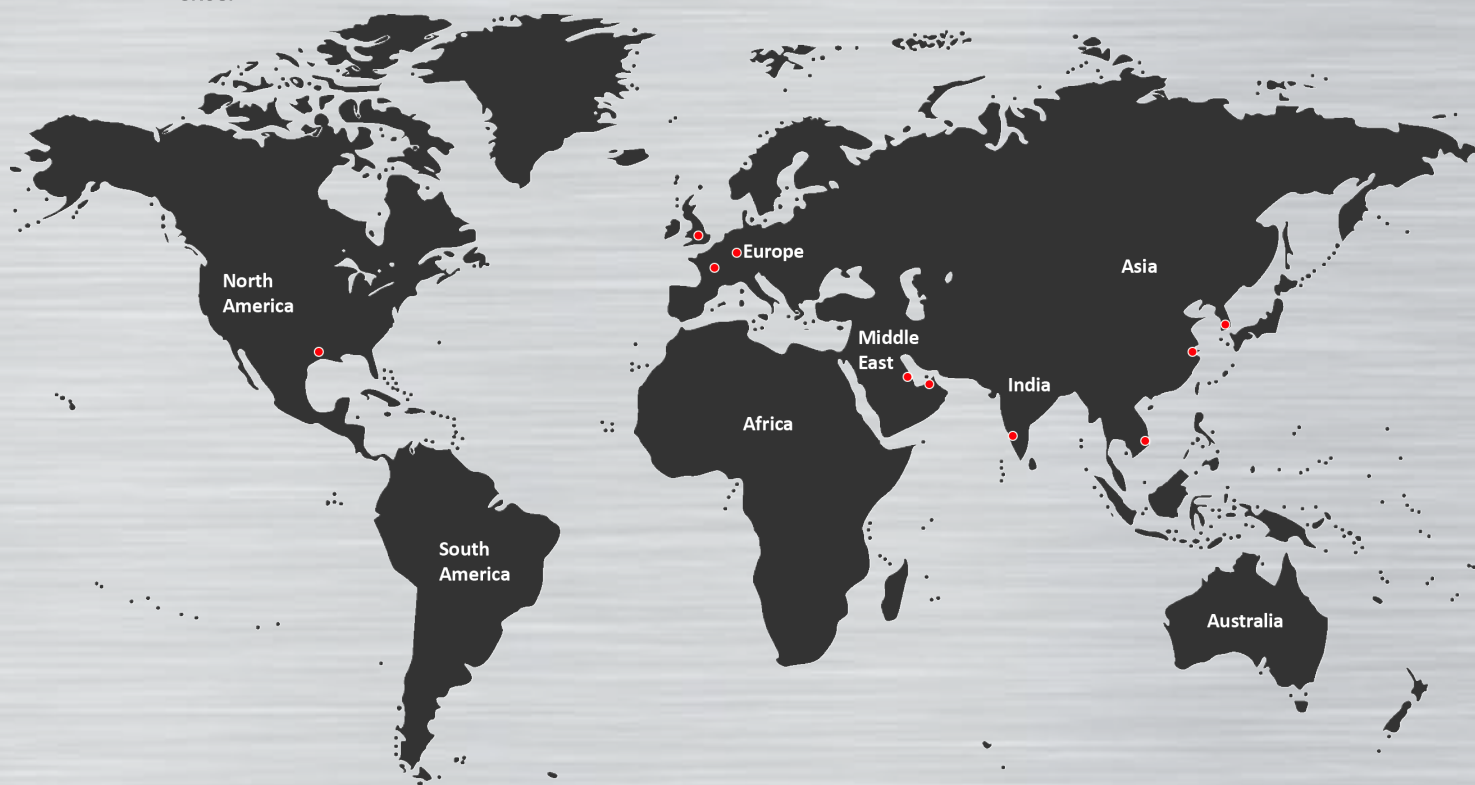 Europe
Asia
North
America
Middle
East
India
Africa
South
America
Australia